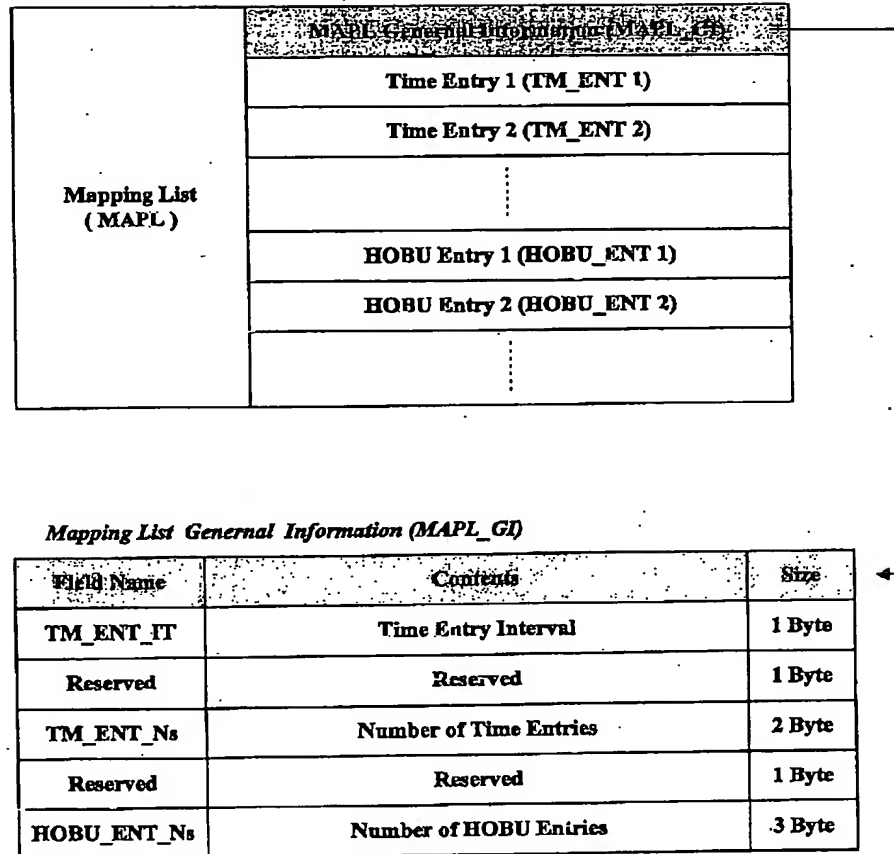 MAPL Genernal Information (MAPL_GI)
Time Entry 1 (TM_ENT 1)
Time Entry 2 (TM_ENT 2)
Mapping List
( MAPL )
HOBU Entry 1 (HOBU_ENT 1)
HOBU Entry 2 (HOBU_ENT 2)
Mapping List Genernal Information (MAPL_GI)
Field Name Contents Size
TM_ENT_IT Time Entry Interval 1 Byte
Reserved Reserved 1 Byte
TM_ENT_Ns Number of Time Entries 2 Byte
Reserved Reserved 1 Byte
HOBU_ENT_Ns Number of HOBU Entries 3 Byte